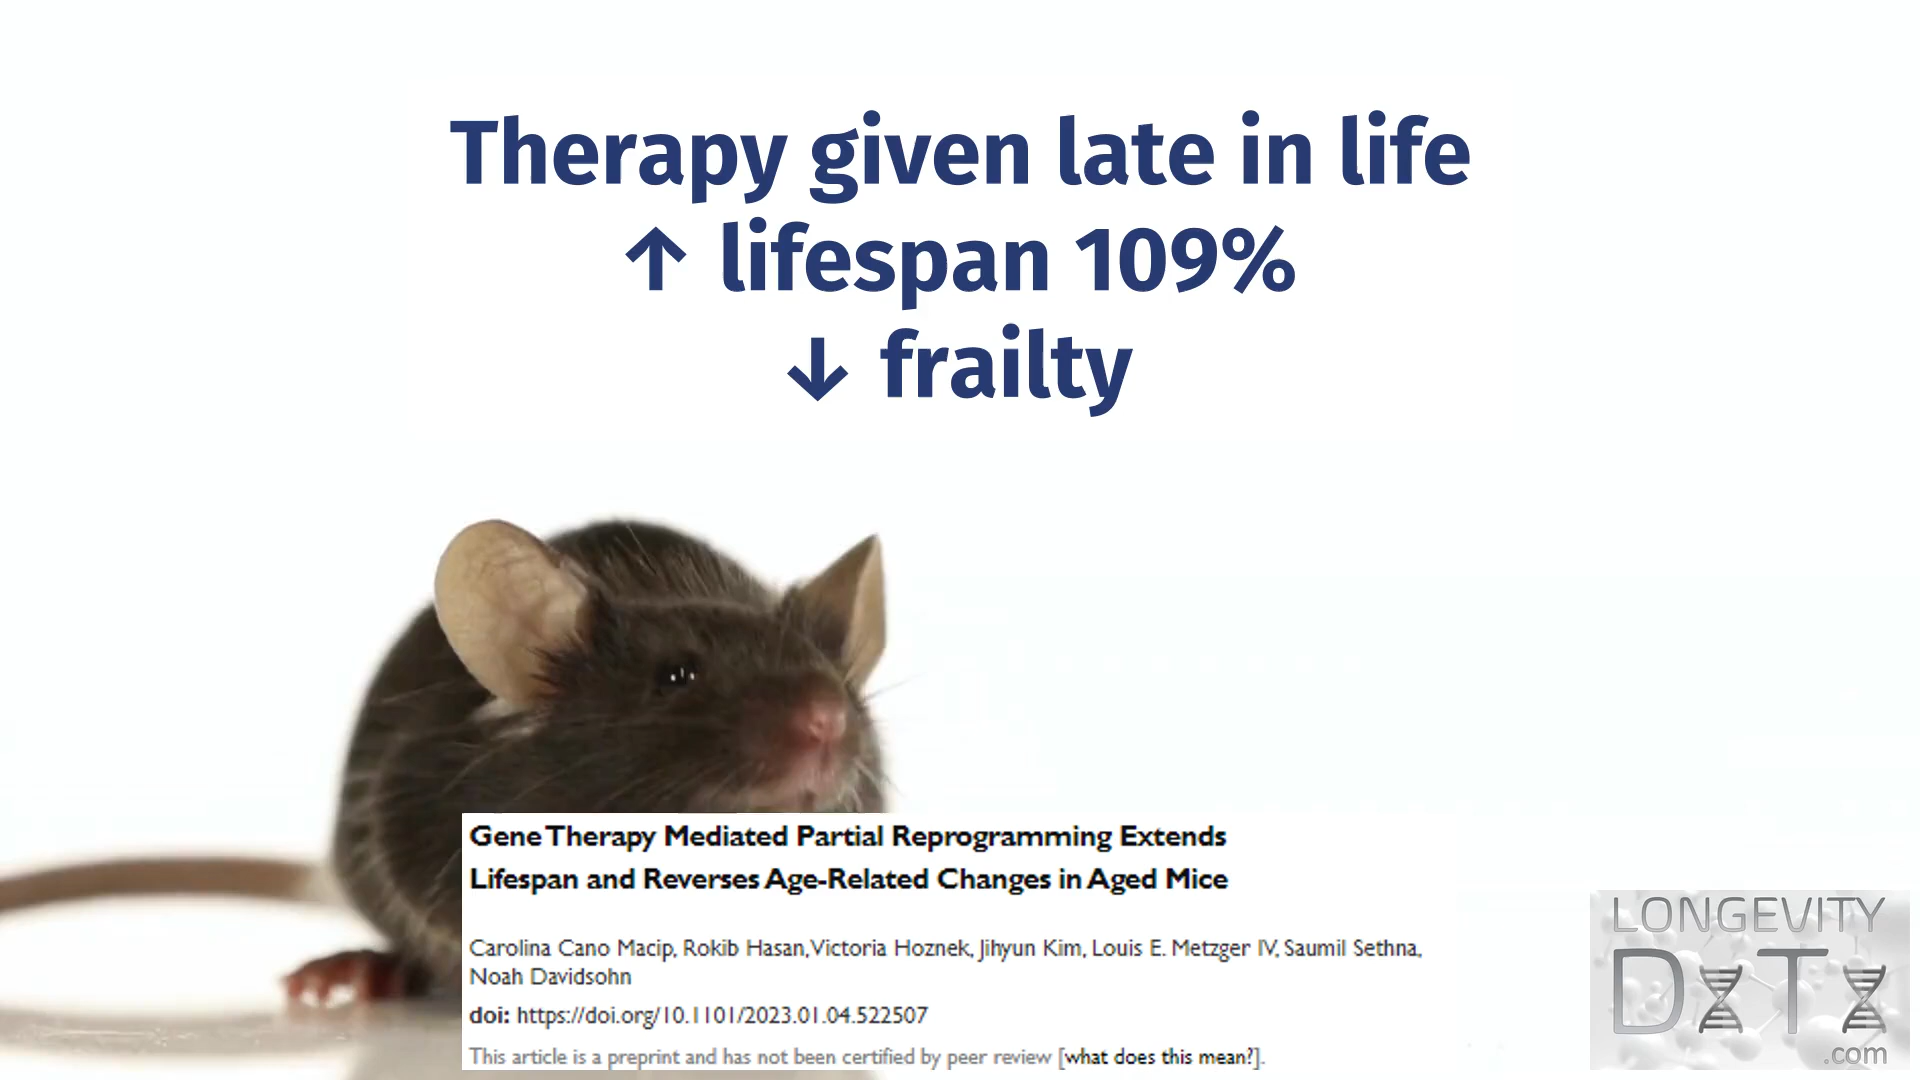 Therapy given late in life
↑ lifespan 109%
↓ frailty
Gene Therapy Mediated Partial Reprogramming Extends
Lifespan and Reverses Age-Related Changes in Aged Mice
Carolina Cano Macip, Rokib Hasan, Victoria Hoznek, Jihyun Kim, Louis E. Metzger IV, Saumil Sethna,
Noah Davidsohn
doi: https://doi.org/10.1101/2023.01.04.522507
This article is a preprint and has not been certified by peer review [what does this mean?].
LONGEVITY
DATA
.com